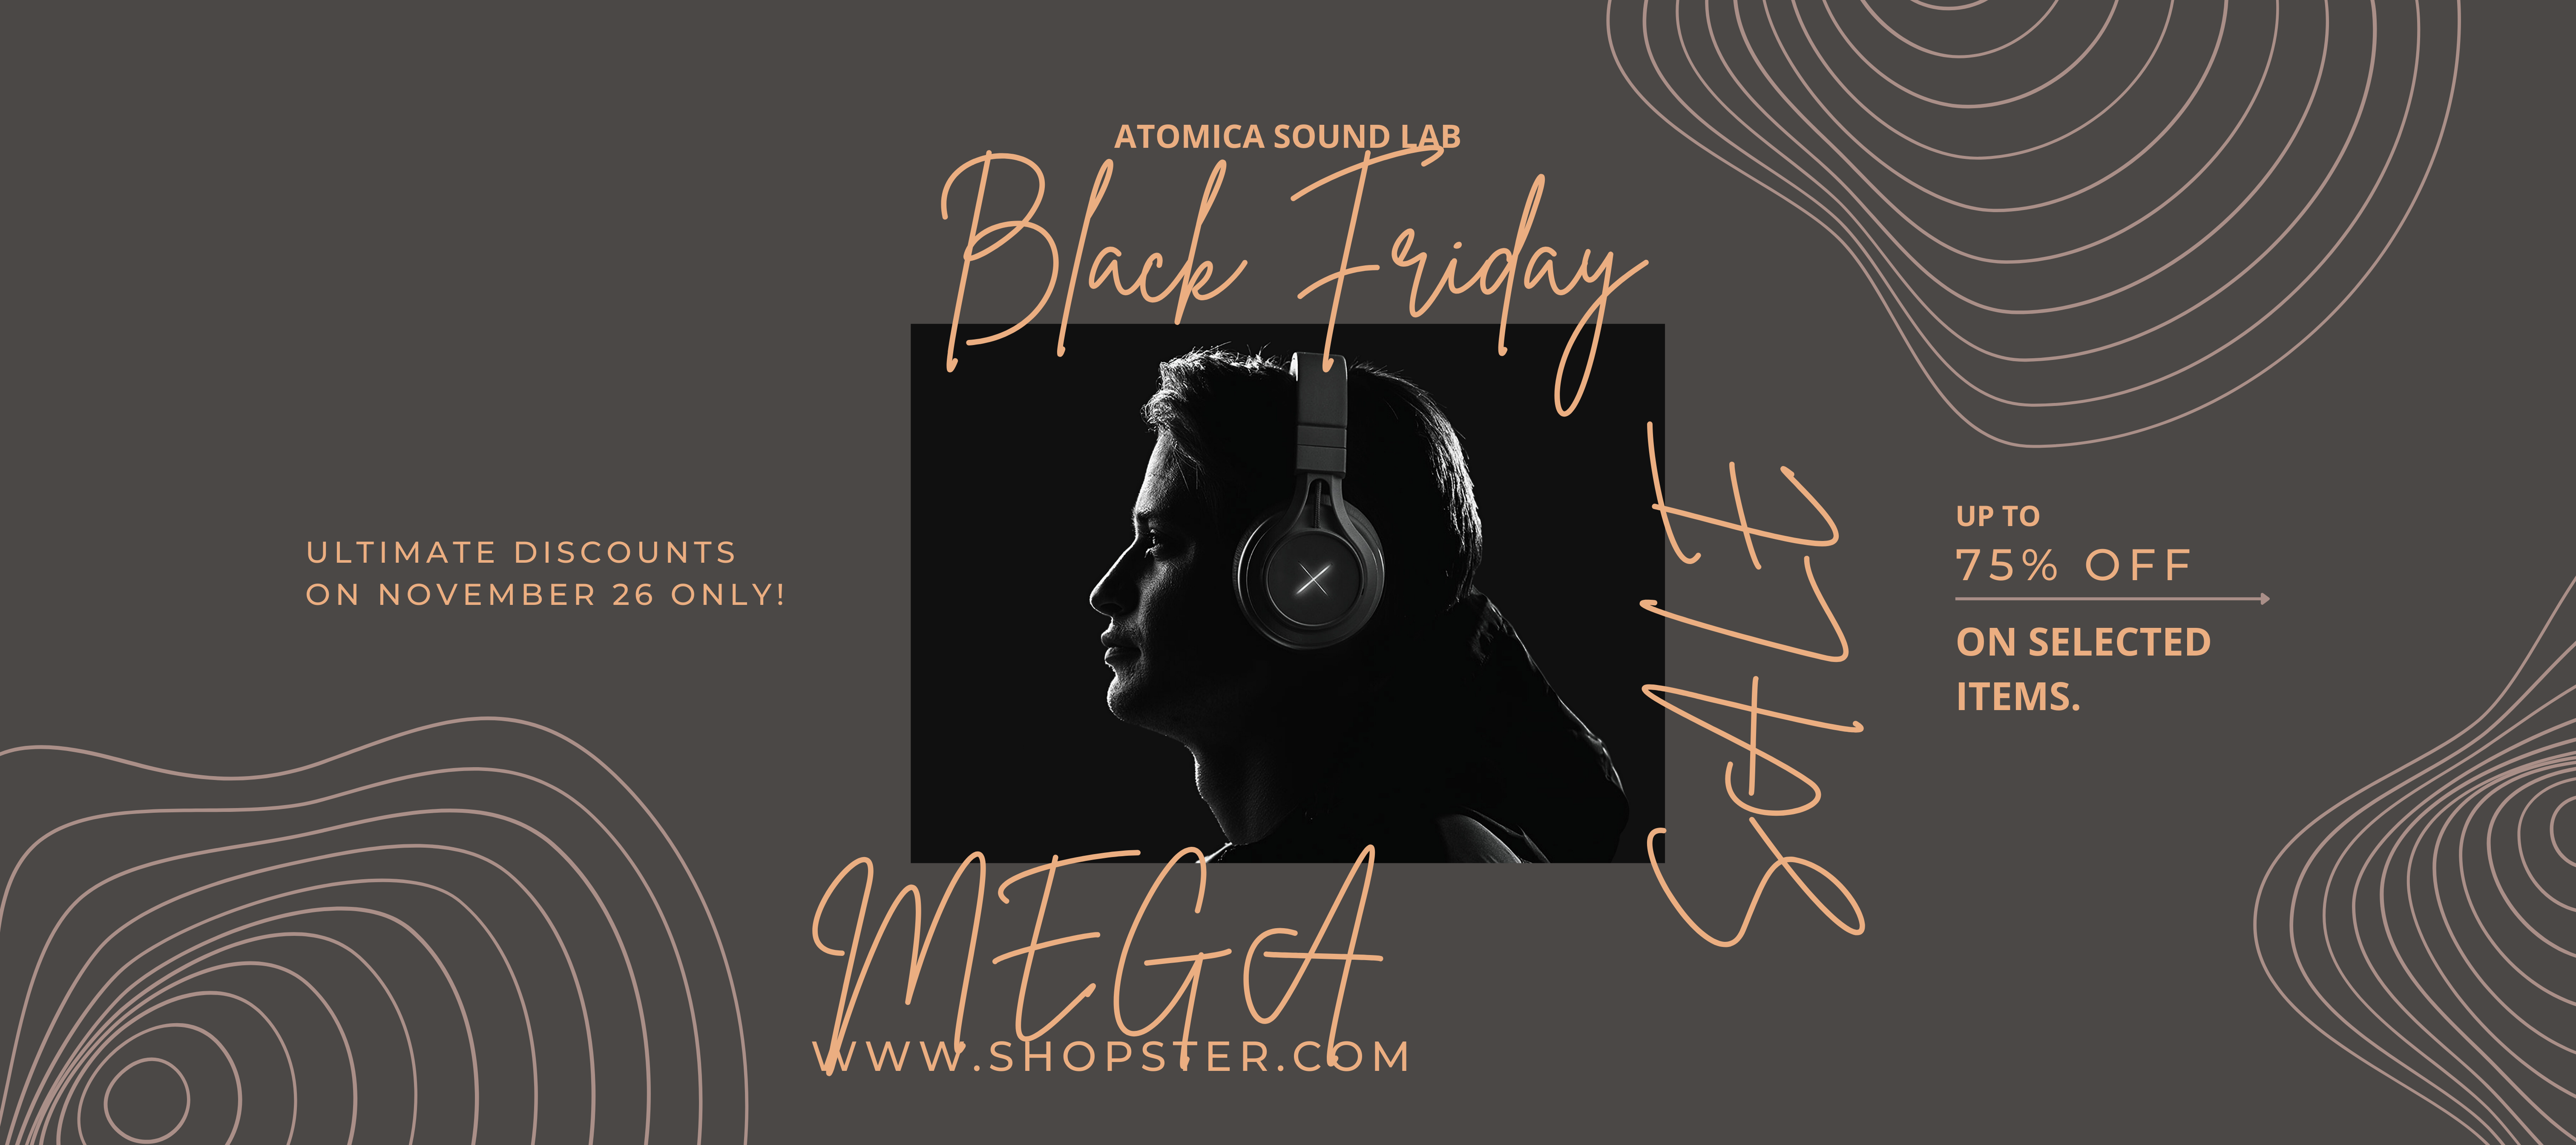 ATOMICA SOUND LAB
Black Friday
ULTIMATE DISCOUNTS
ON NOVEMBER 26 ONLY!
MEGA
SALE
WWW.SHOPSTER.COM
UP TO
75% OFF
ON SELECTED
ITEMS.